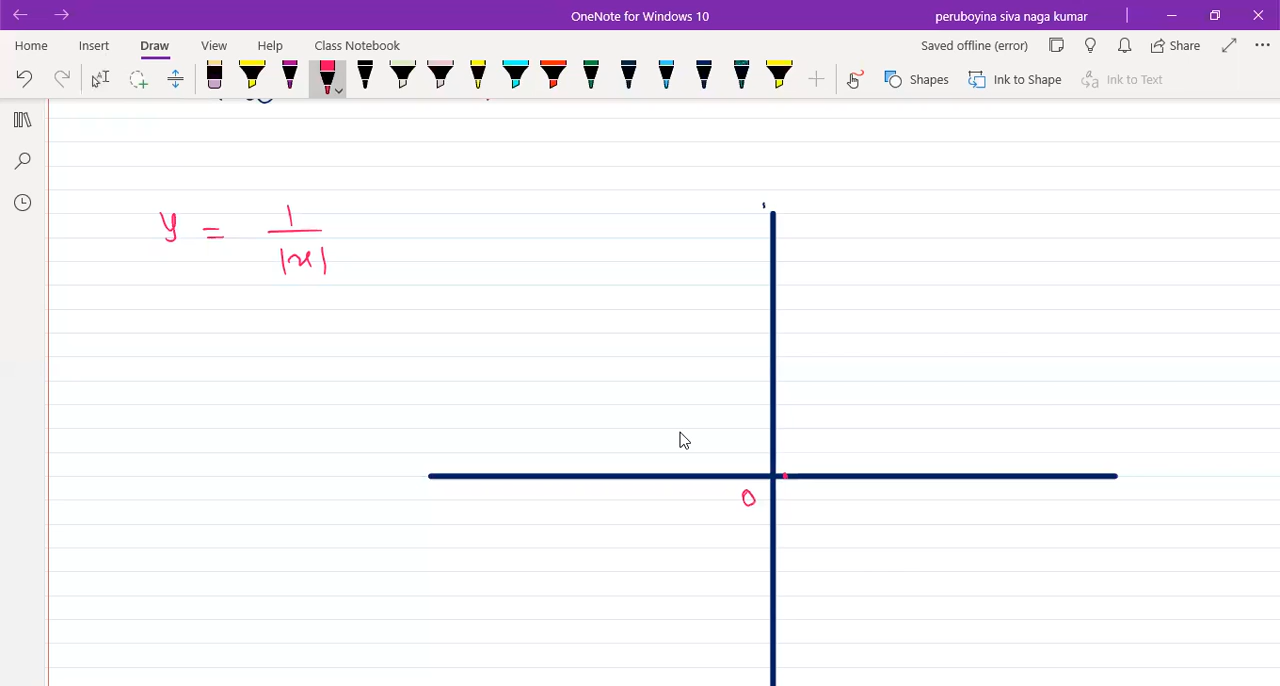 OneNote for Windows 10
peruboyina siva naga kumar
Home Insert Draw View Help Class Notebook
Saved offline (error) Share
Shapes Ink to Shape Ink to Text
y = 1/|x|
0